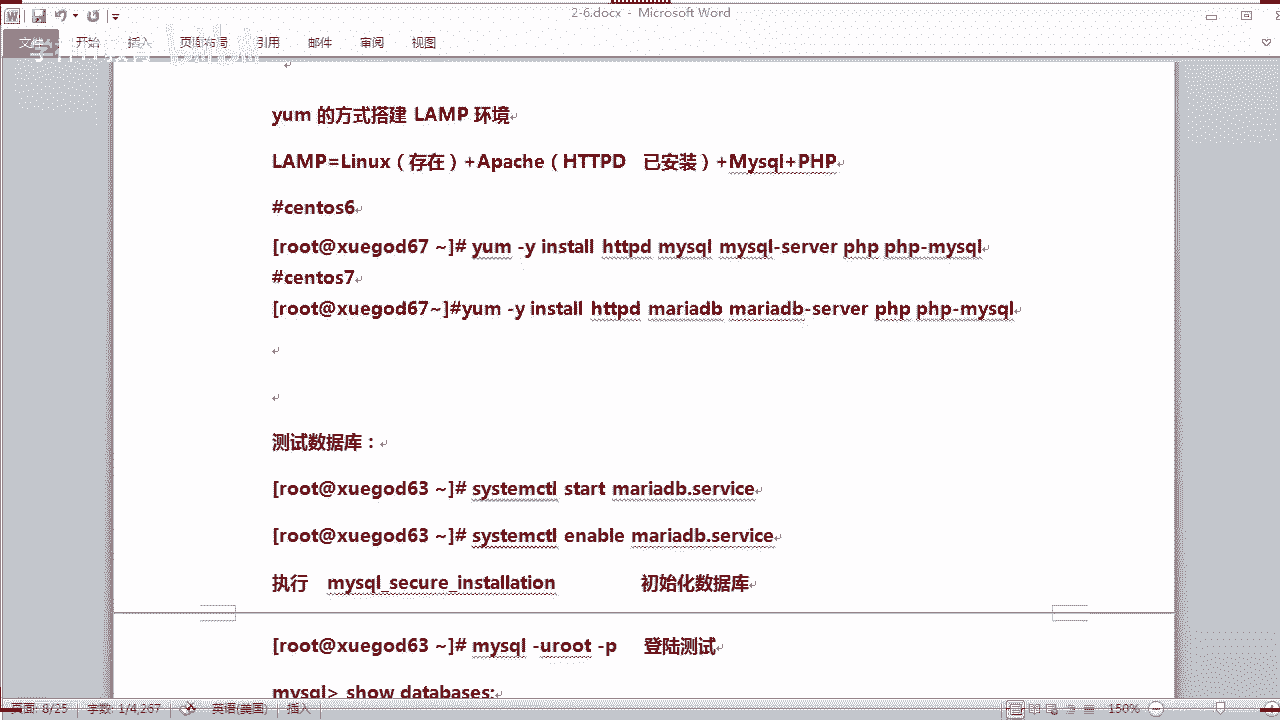 2-6.docx - Microsoft Word
文件 开始 插入 页面布局 引用 邮件 审阅 视图
yum 的方式搭建 LAMP 环境
LAMP=Linux（存在）+Apache（HTTPD 已安装）+Mysql+PHP
#centos6
[root@xuegod67 ~]# yum -y install httpd mysql mysql-server php php-mysql
#centos7
[root@xuegod67~]#yum -y install httpd mariadb mariadb-server php php-mysql
测试数据库：
[root@xuegod63 ~]# systemctl start mariadb.service
[root@xuegod63 ~]# systemctl enable mariadb.service
执行 mysql_secure_installation 初始化数据库
[root@xuegod63 ~]# mysql -uroot -p 登陆测试
mysql> show databases;
页面: 8/25 字数: 1/4,267 英语(美国) 插入 150%